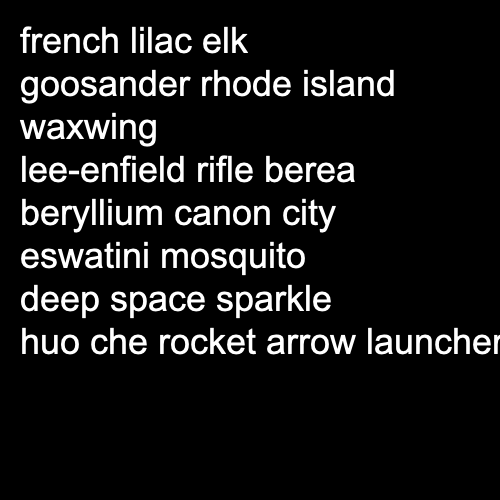 french lilac elk
goosander rhode island
waxwing
lee-enfield rifle berea
beryllium canon city
eswatini mosquito
deep space sparkle
huo che rocket arrow launcher